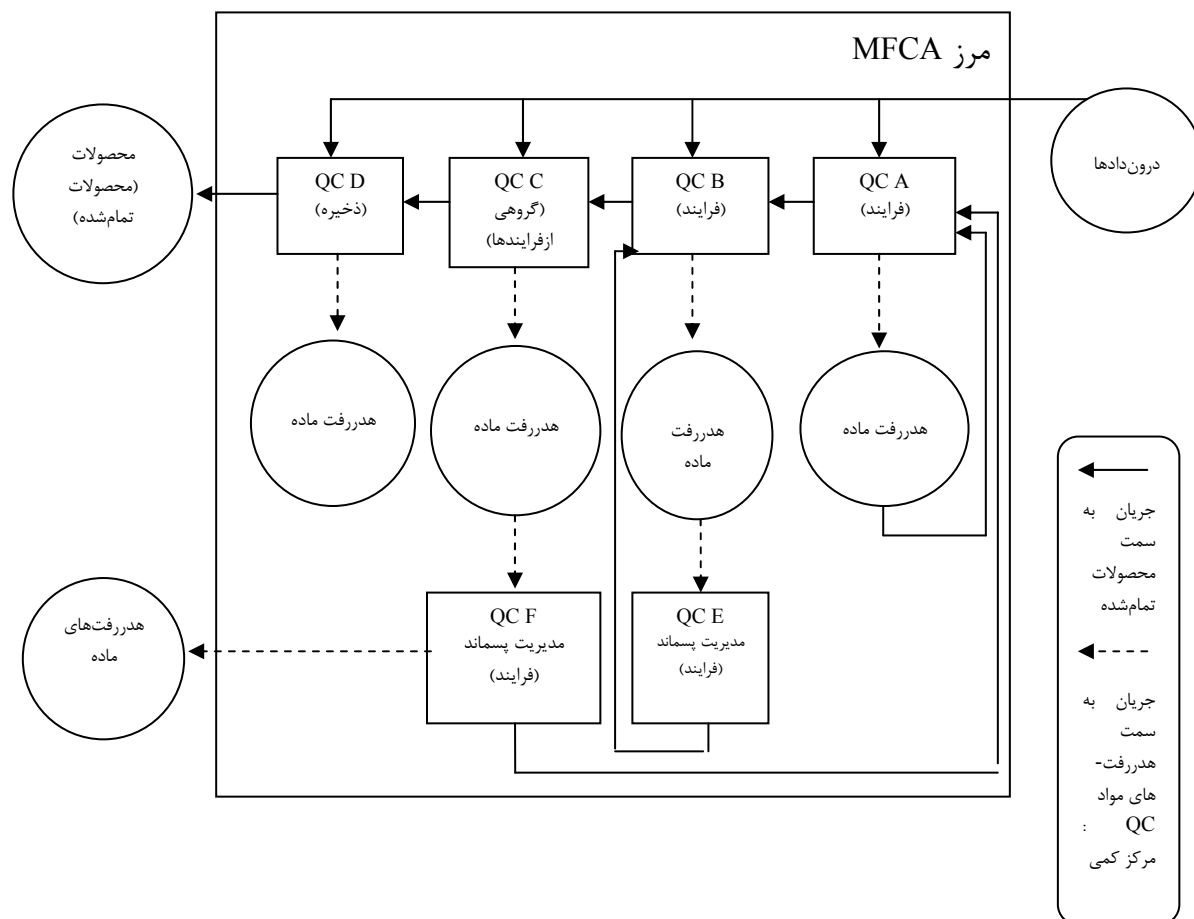 مرز MFCA
درون‌دادها
QC A
(فرایند)
QC B
(فرایند)
QC C
(گروهی
ازفرایندها)
QC D
(ذخیره)
محصولات
(محصولات
تمام‌شده)
هدررفت ماده
هدررفت
ماده
هدررفت ماده
هدررفت ماده
QC E
مدیریت پسماند
(فرایند)
QC F
مدیریت پسماند
(فرایند)
هدررفت‌های
ماده
جریان به
سمت
محصولات
تمام‌شده
جریان به
سمت
هدررفت-
های مواد
QC :
مرکز کمی